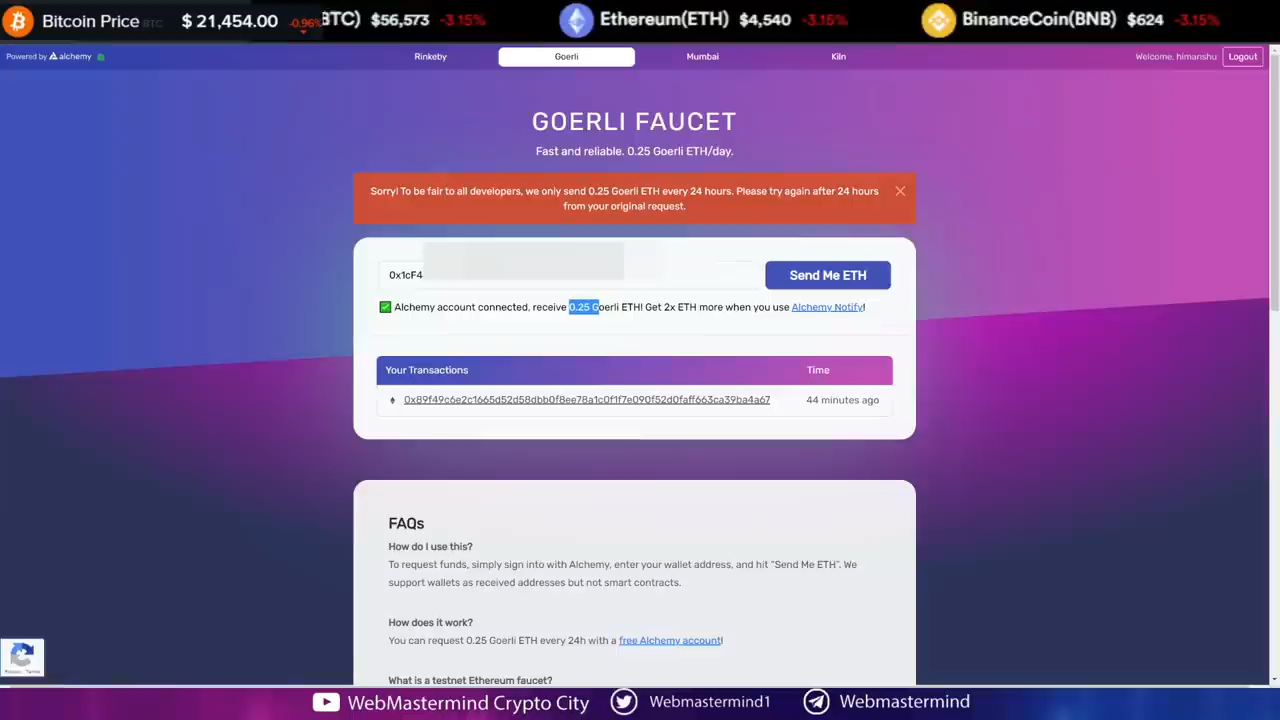 Bitcoin Price BTC $ 21,454.00 -0.96% BTC) $56,573 -3.15% Ethereum(ETH) $4,540 -3.15% BinanceCoin(BNB) $624 -3.15%
Powered by alchemy Rinkeby Goerli Mumbai Kiln Welcome, himanshu Logout
GOERLI FAUCET
Fast and reliable. 0.25 Goerli ETH/day.
Sorry! To be fair to all developers, we only send 0.25 Goerli ETH every 24 hours. Please try again after 24 hours
from your original request.
0x1cF4 Send Me ETH
Alchemy account connected, receive 0.25 Goerli ETH! Get 2x ETH more when you use Alchemy Notify!
Your Transactions Time
0x89f49c6e2c1665d52d58dbb0f8ee78a1c0f1f7e090f52d0faff663ca39ba4a67 44 minutes ago
FAQs
How do I use this?
To request funds, simply sign into with Alchemy, enter your wallet address, and hit "Send Me ETH". We
support wallets as received addresses but not smart contracts.
How does it work?
You can request 0.25 Goerli ETH every 24h with a free Alchemy account!
What is a testnet Ethereum faucet?
WebMastermind Crypto City Webmastermind1 Webmastermind